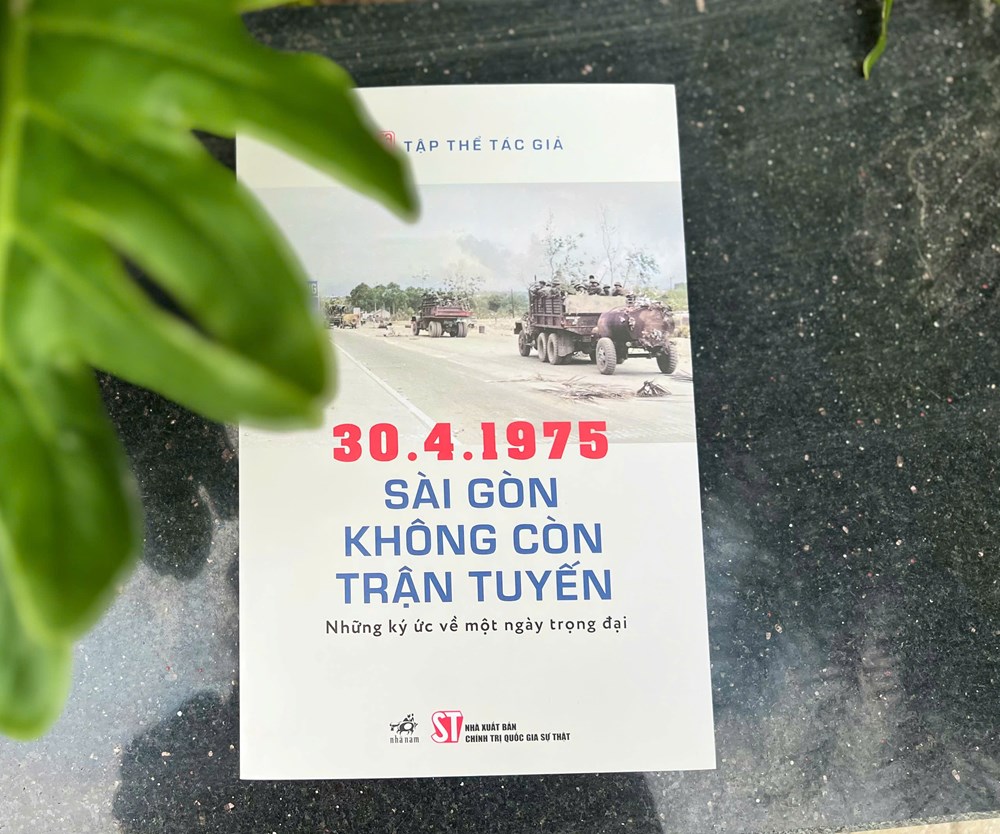 TẬP THỂ TÁC GIẢ
30.4.1975
SÀI GÒN
KHÔNG CÒN
TRẬN TUYẾN
Những ký ức về một ngày trọng đại
nhã nam
ST
NHÀ XUẤT BẢN
CHÍNH TRỊ QUỐC GIA SỰ THẬT